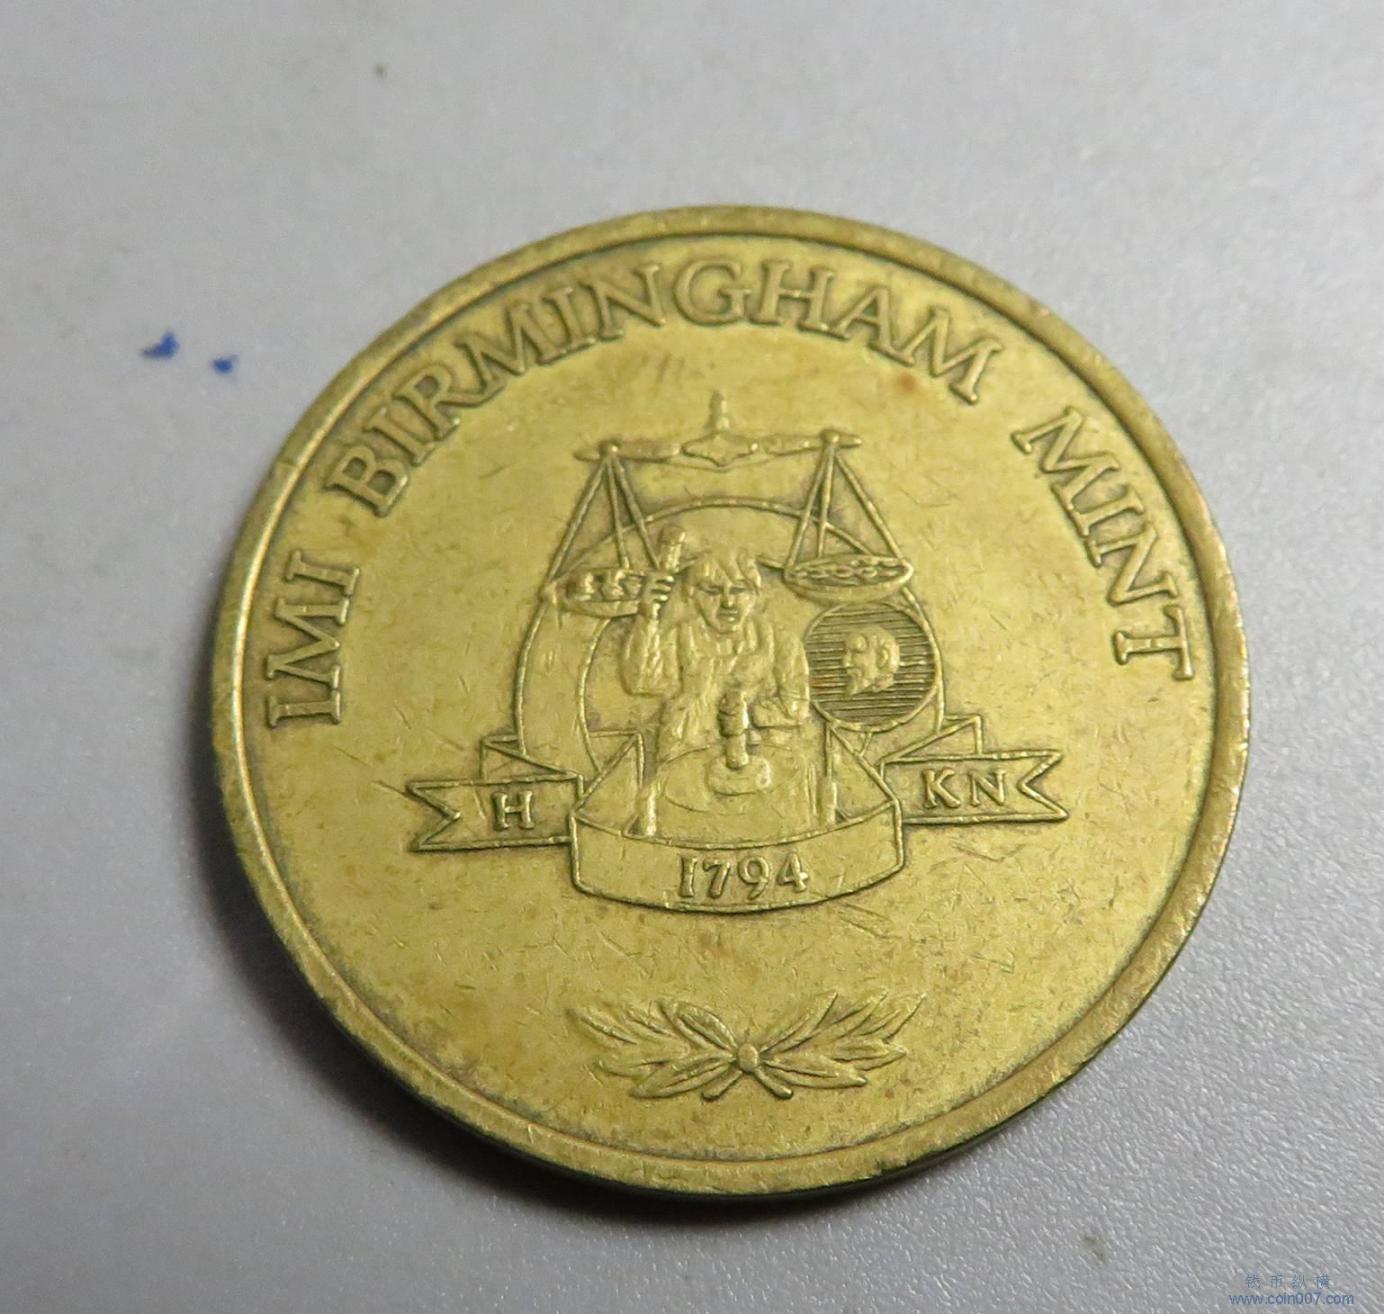 IMI BIRMINGHAM MINT
H KN
1794
钱币纵横
www.coin007.com